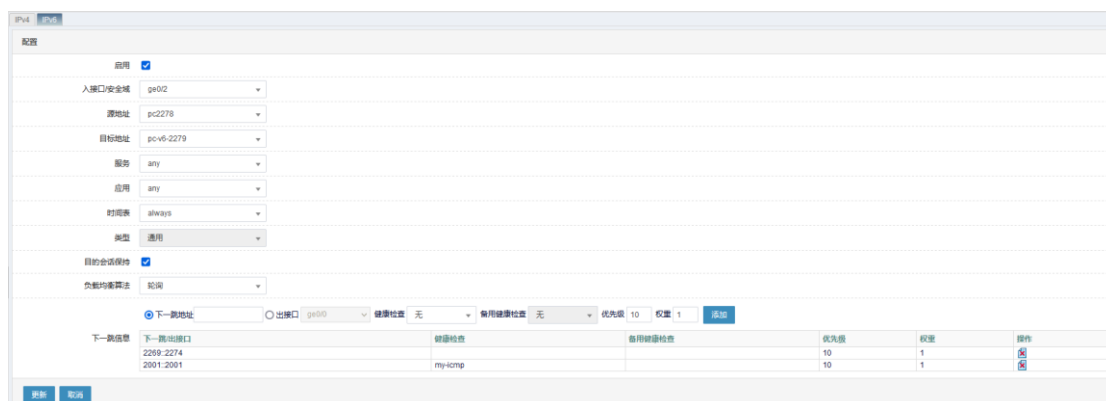 IPv4 IPv6
配置
启用
入接口/安全域 ge0/2
源地址 pc2278
目标地址 pc-v6-2279
服务 any
应用 any
时间表 always
类型 通用
目的会话保持
负载均衡算法 轮询
下一跳地址 出接口 ge0/0 健康检查 无 备用健康检查 无 优先级 10 权重 1 添加
下一跳信息 下一跳/出接口 健康检查 备用健康检查 优先级 权重 操作
2269::2274 10 1
2001::2001 my-icmp 10 1
更新 取消